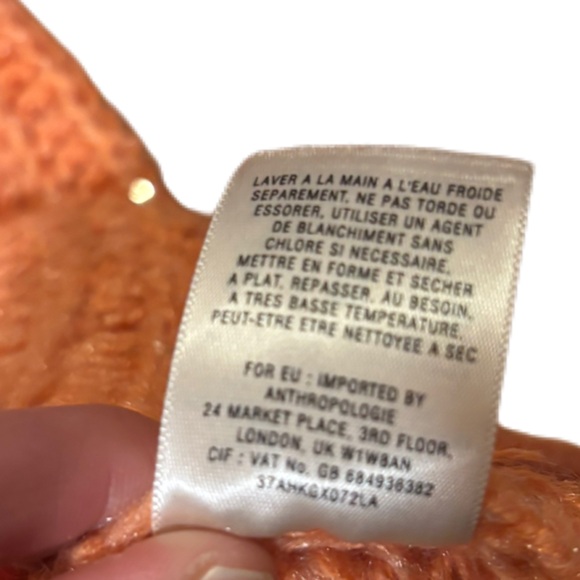 LAVER A LA MAIN A L'EAU FROIDE
SEPAREMENT. NE PAS TORDE OU
ESSORER. UTILISER UN AGENT
DE BLANCHIMENT SANS
CHLORE SI NECESSAIRE.
METTRE EN FORME ET SECHER
A PLAT. REPASSER, AU BESOIN,
A TRES BASSE TEMPERATURE.
PEUT-ETRE ETRE NETTOYEE A SEC
FOR EU : IMPORTED BY
ANTHROPOLOGIE
24 MARKET PLACE, 3RD FLOOR,
LONDON, UK W1W8AN
CIF : VAT No. GB 684936382
37AHKGX072LA